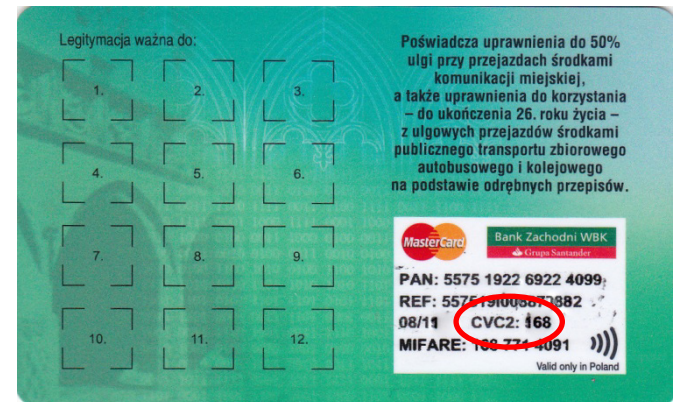 Legitymacja ważna do:
1. 2. 3.
4. 5. 6.
7. 8. 9.
10. 11. 12.
Poświadcza uprawnienia do 50%
ulgi przy przejazdach środkami
komunikacji miejskiej,
a także uprawnienia do korzystania
– do ukończenia 26. roku życia –
z ulgowych przejazdów środkami
publicznego transportu zbiorowego
autobusowego i kolejowego
na podstawie odrębnych przepisów.
MasterCard
Bank Zachodni WBK
Grupa Santander
PAN: 5575 1922 6922 4099
REF:
08/11 CVC2: 168
MIFARE: 168 771 4091
Valid only in Poland